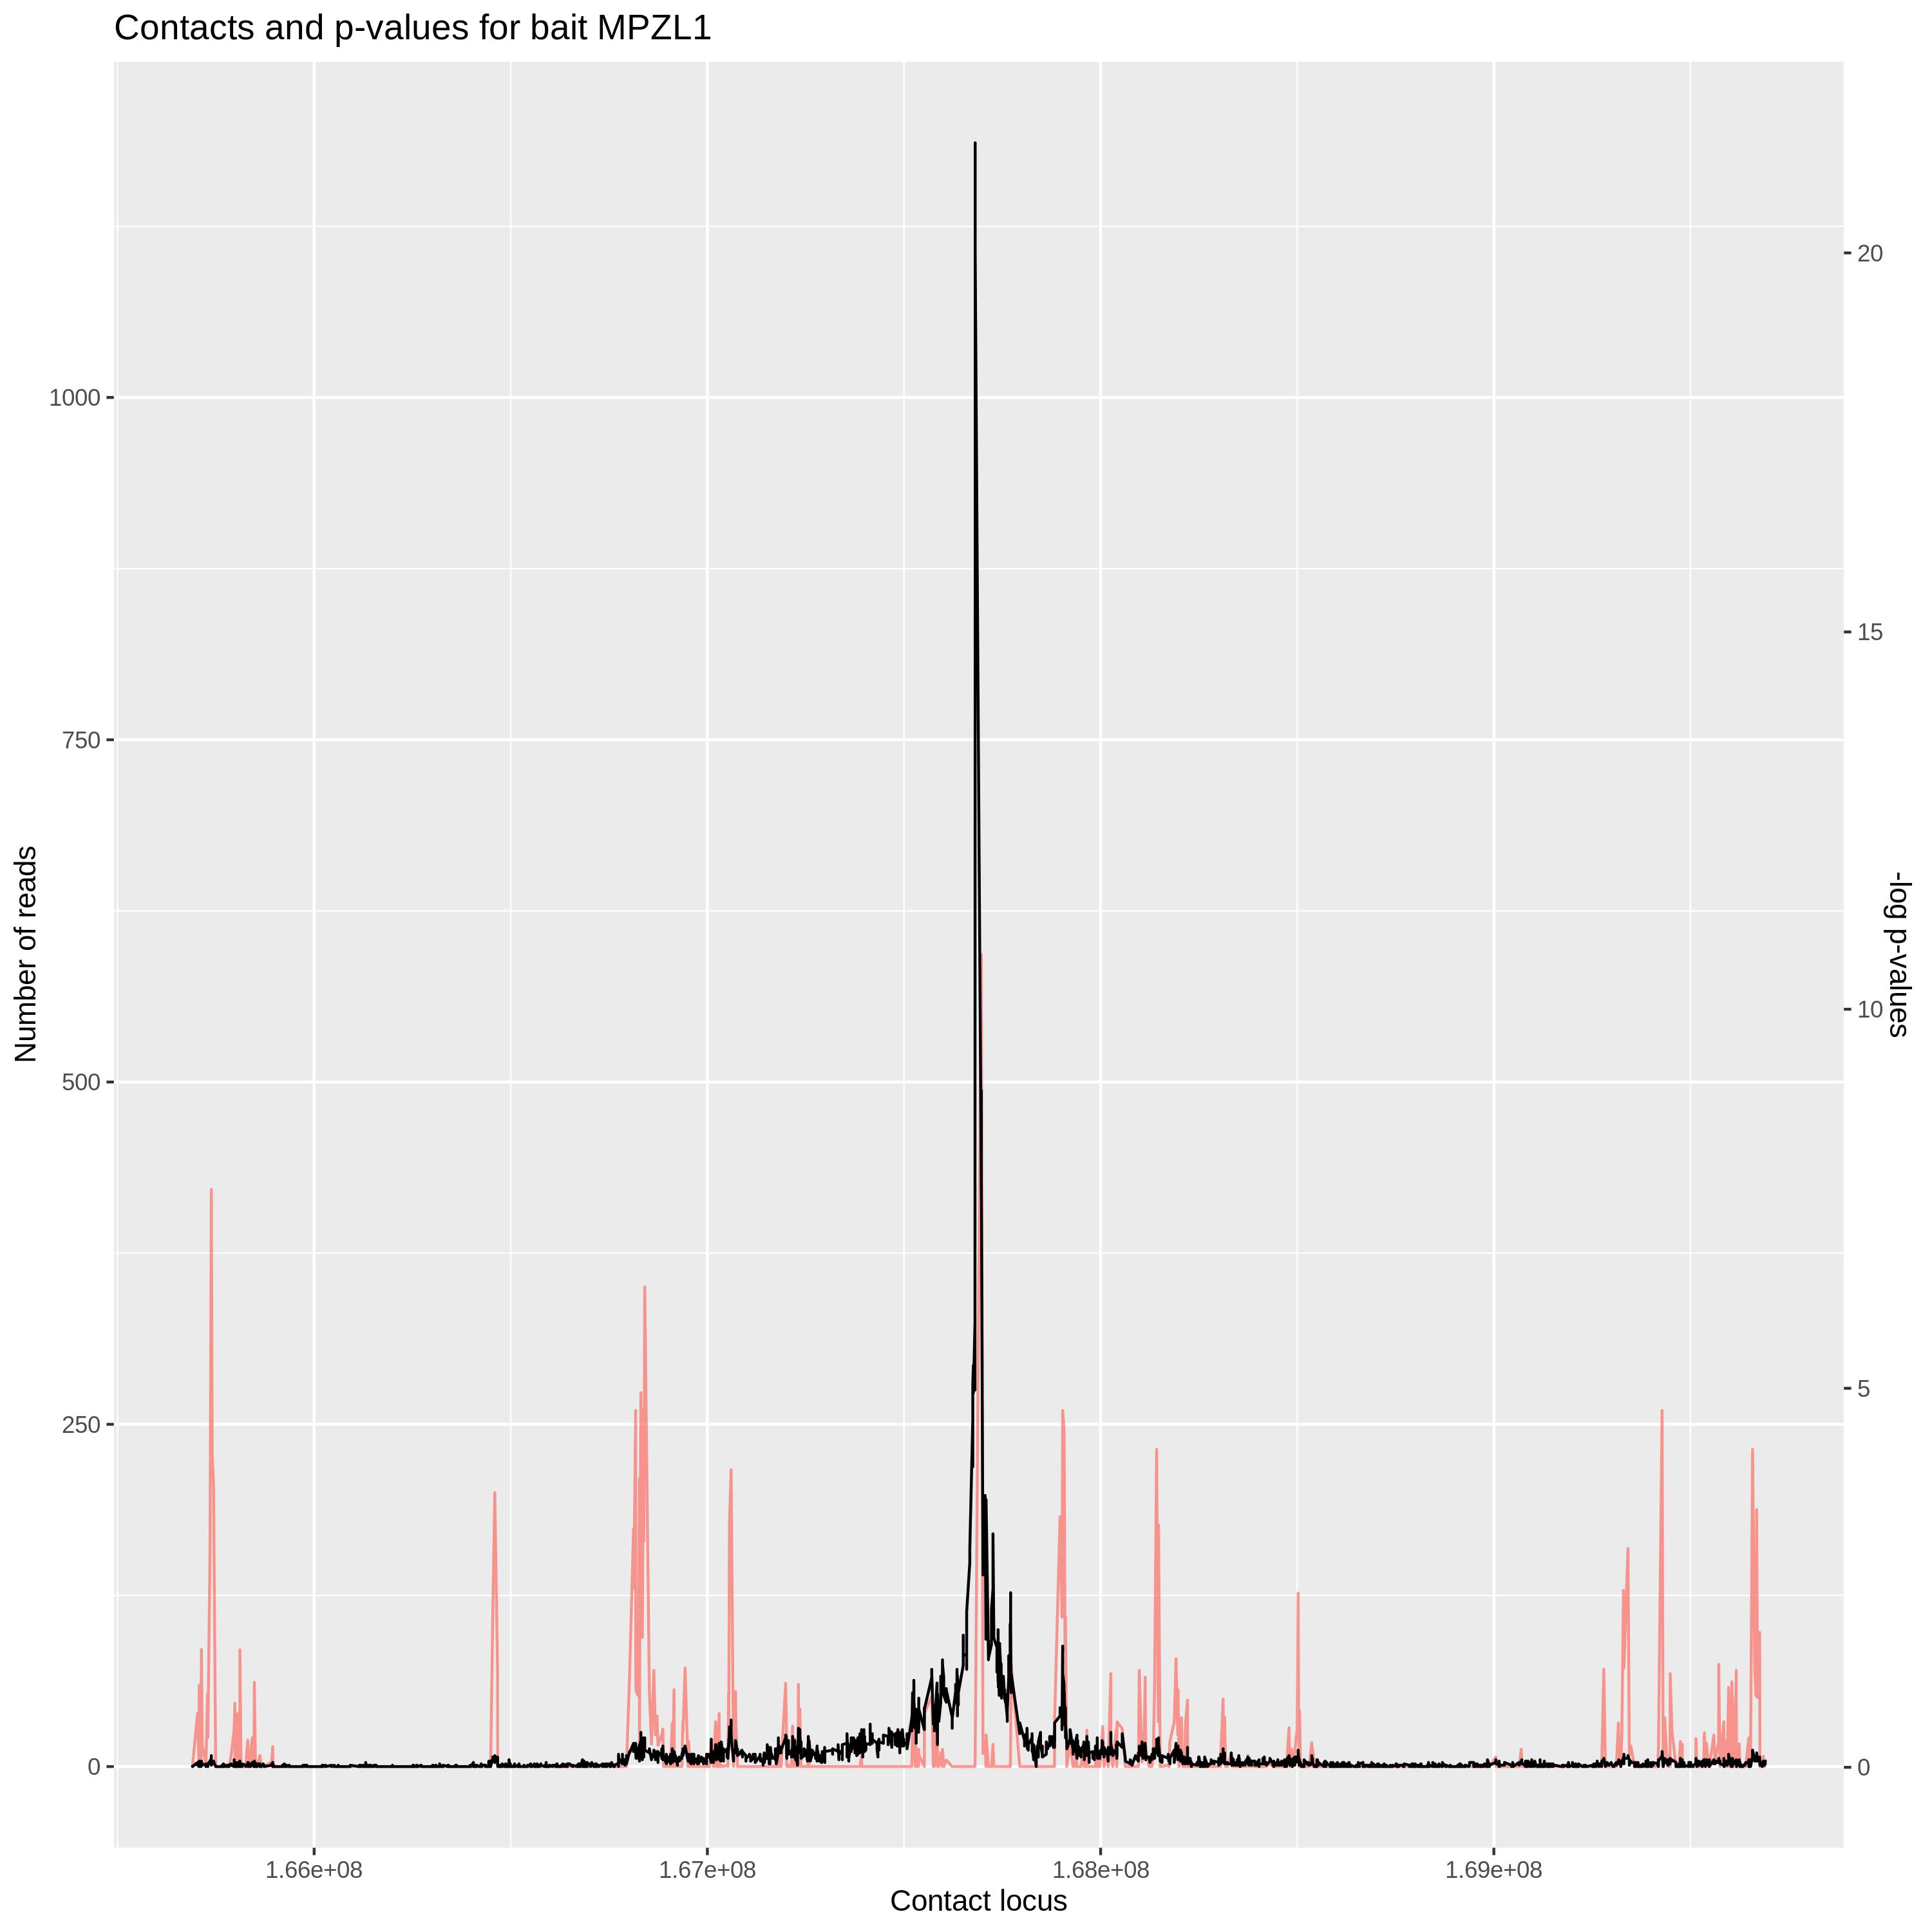 Contacts and p-values for bait MPZL1
Number of reads
1000
750
500
250
0
20
15
10
5
0
-log p-values
1.66e+08
1.67e+08
1.68e+08
1.69e+08
Contact locus